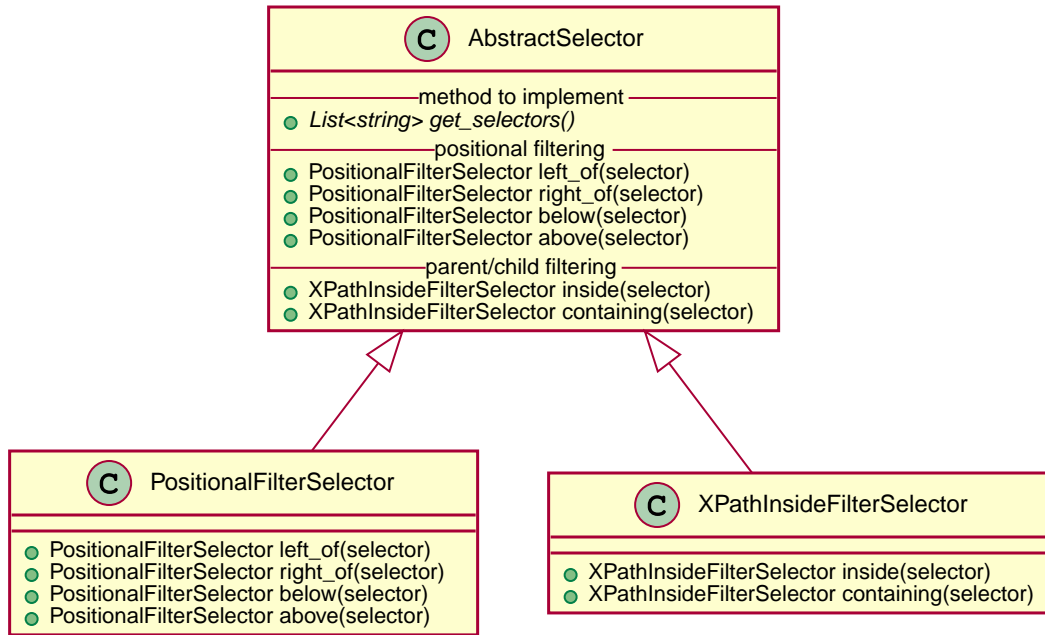 C AbstractSelector
method to implement
List<string> get_selectors()
positional filtering
PositionalFilterSelector left_of(selector)
PositionalFilterSelector right_of(selector)
PositionalFilterSelector below(selector)
PositionalFilterSelector above(selector)
parent/child filtering
XPathInsideFilterSelector inside(selector)
XPathInsideFilterSelector containing(selector)
C PositionalFilterSelector
PositionalFilterSelector left_of(selector)
PositionalFilterSelector right_of(selector)
PositionalFilterSelector below(selector)
PositionalFilterSelector above(selector)
C XPathInsideFilterSelector
XPathInsideFilterSelector inside(selector)
XPathInsideFilterSelector containing(selector)